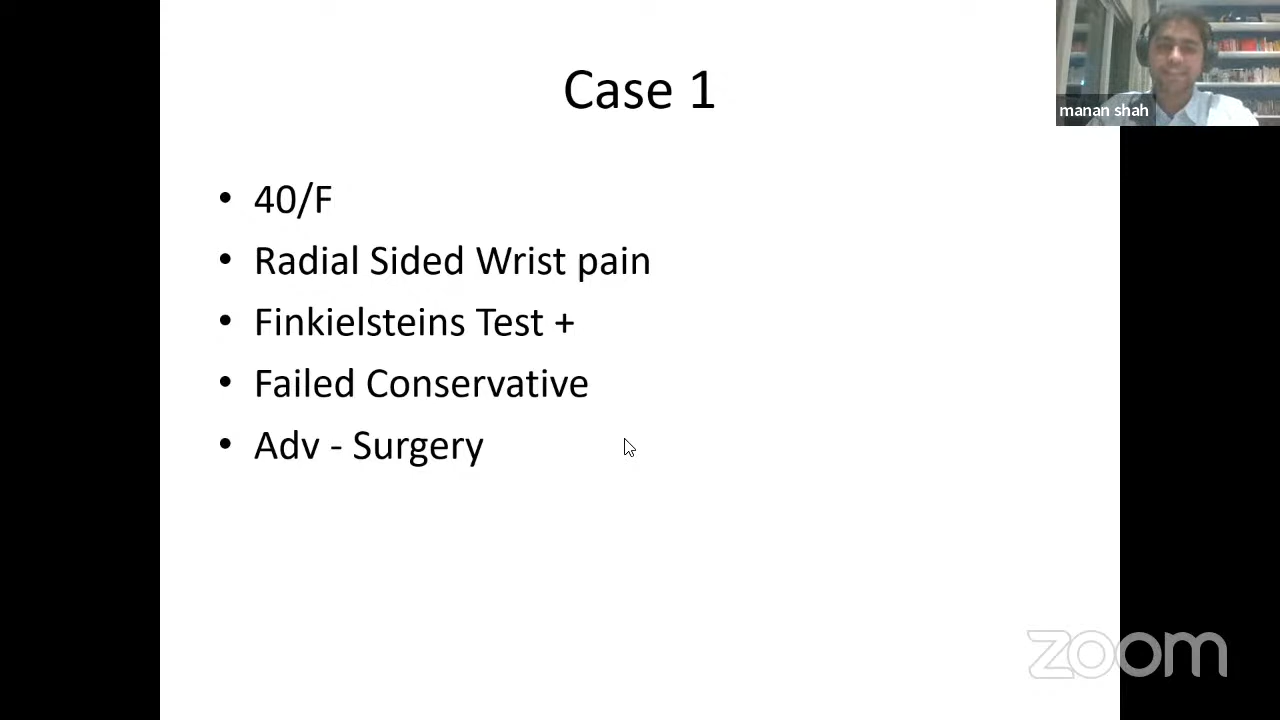 Case 1
manan shah
• 40/F
• Radial Sided Wrist pain
• Finkielsteins Test +
• Failed Conservative
• Adv - Surgery
zoom